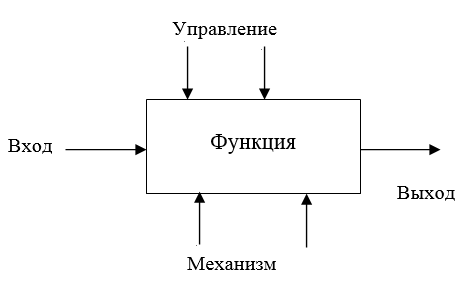 Управление
Вход
Функция
Выход
Механизм